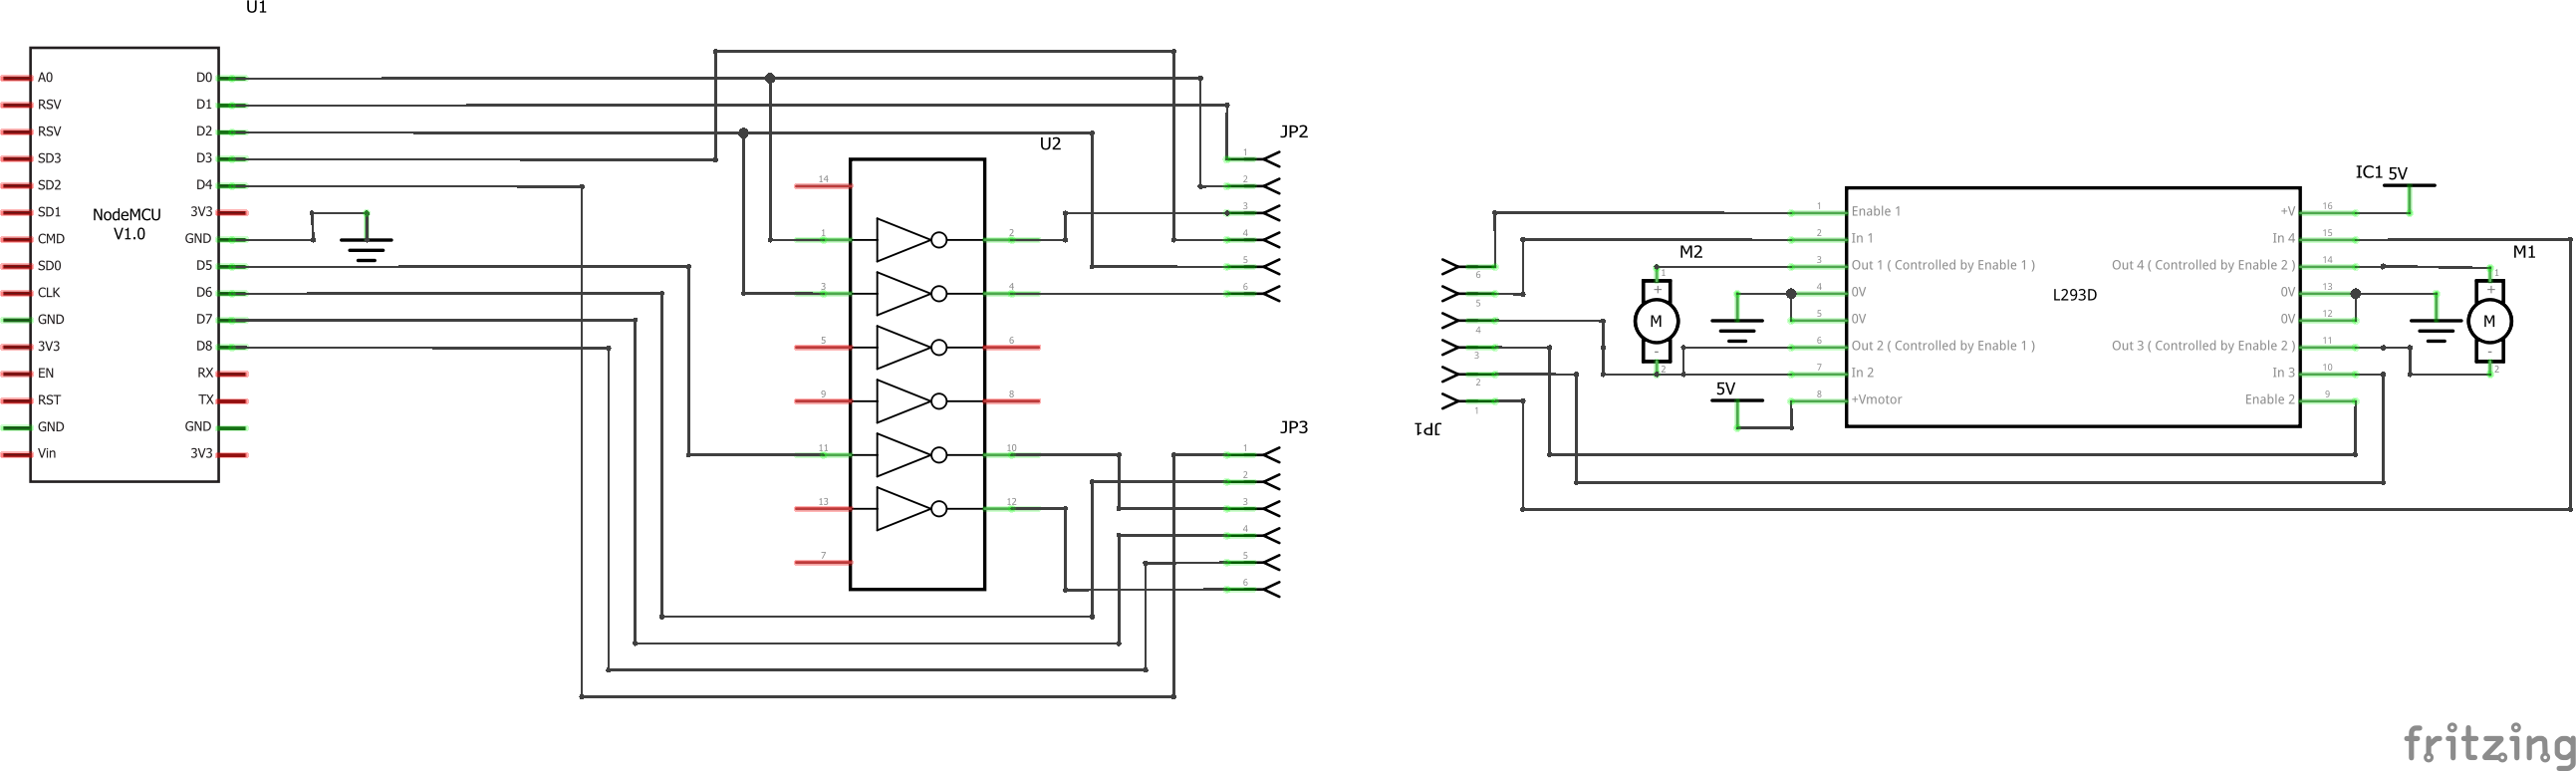 U1
A0 D0
RSV D1
RSV D2
SD3 D3
SD2 D4
SD1 3V3
NodeMCU
V1.0
CMD GND
SD0 D5
CLK D6
GND D7
3V3 D8
EN RX
RST TX
GND GND
Vin 3V3
U2
14
1 2
3 4
5 6
9 8
11 10
13 12
7
JP2
1
2
3
4
5
6
JP3
1
2
3
4
5
6
6
5
4
3
2
1
JP1
M2
1
+
M
-
2
5V
IC1 5V
L293D
1 Enable 1 +V 16
2 In 1 In 4 15
3 Out 1 ( Controlled by Enable 1 ) Out 4 ( Controlled by Enable 2 ) 14
4 0V 0V 13
5 0V 0V 12
6 Out 2 ( Controlled by Enable 1 ) Out 3 ( Controlled by Enable 2 ) 11
7 In 2 In 3 10
8 +Vmotor Enable 2 9
M1
1
+
M
-
2
fritzing